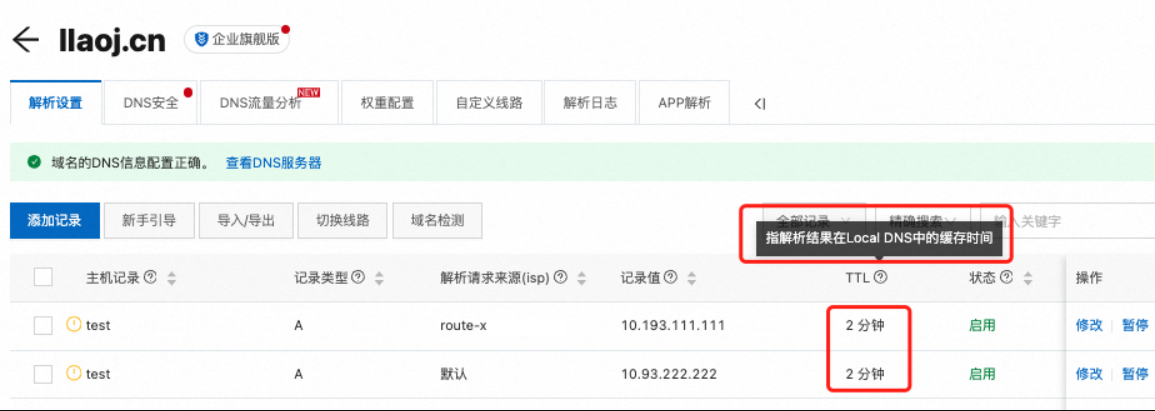 llaoj.cn 企业旗舰版
解析设置 DNS安全 DNS流量分析 NEW 权重配置 自定义线路 解析日志 APP解析
域名的DNS信息配置正确。 查看DNS服务器
添加记录 新手引导 导入/导出 切换线路 域名检测 全部记录 精确搜索 输入关键字
指解析结果在Local DNS中的缓存时间
主机记录 记录类型 解析请求来源(isp) 记录值 TTL 状态 操作
test A route-x 10.193.111.111 2 分钟 启用 修改 暂停
test A 默认 10.93.222.222 2 分钟 启用 修改 暂停